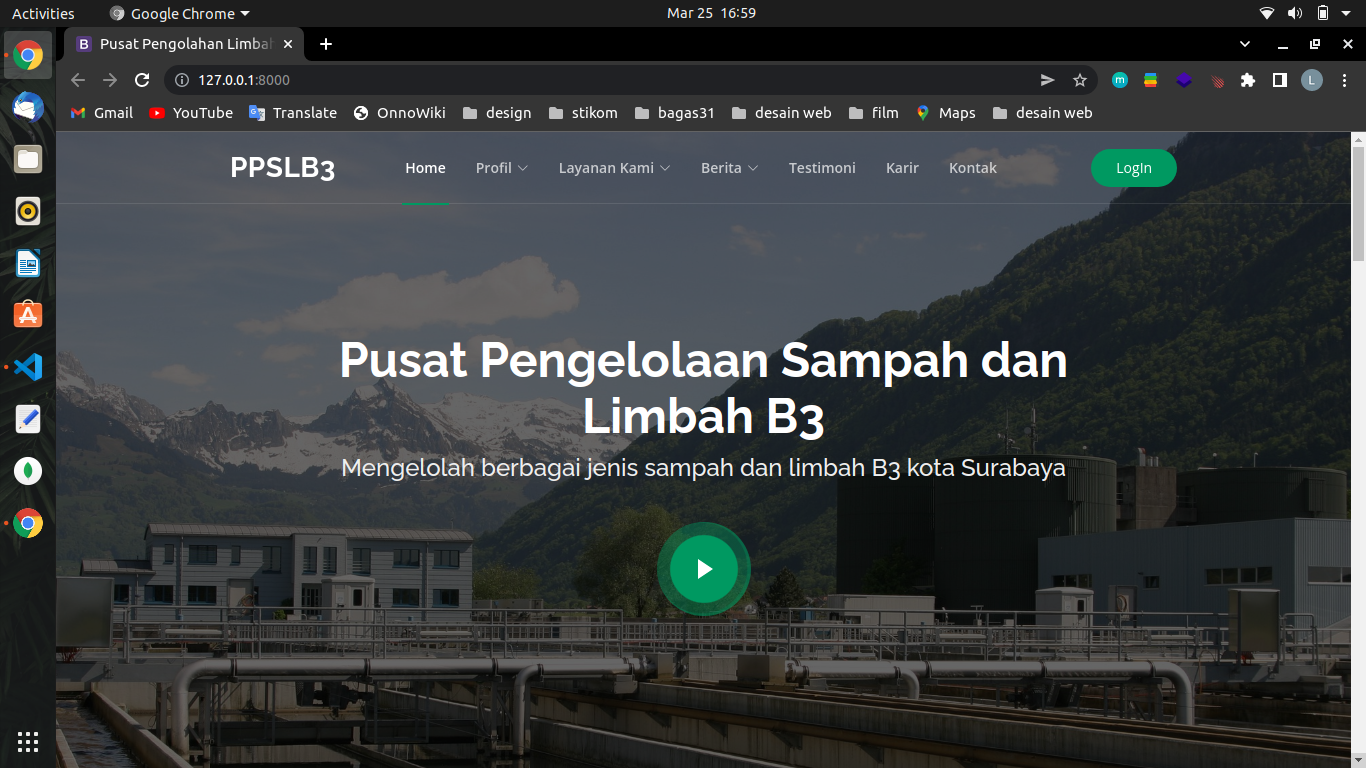 Activities Google Chrome Mar 25 16:59
Pusat Pengolahan Limbah
127.0.0.1:8000
Gmail YouTube Translate OnnoWiki design stikom bagas31 desain web film Maps desain web
PPSLB3 Home Profil Layanan Kami Berita Testimoni Karir Kontak Login
Pusat Pengelolaan Sampah dan
Limbah B3
Mengelolah berbagai jenis sampah dan limbah B3 kota Surabaya